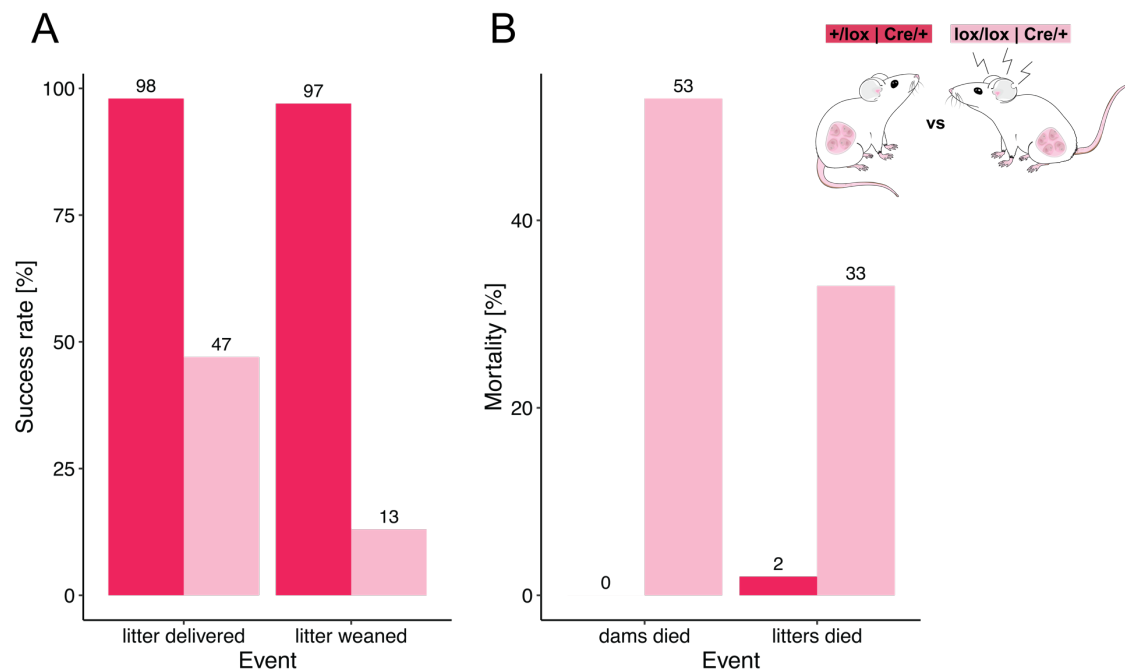 A
B
+/lox | Cre/+
lox/lox | Cre/+
vs
Success rate [%]
100
75
50
25
0
98
47
97
13
litter delivered
litter weaned
Event
Mortality [%]
40
20
0
0
53
2
33
dams died
litters died
Event